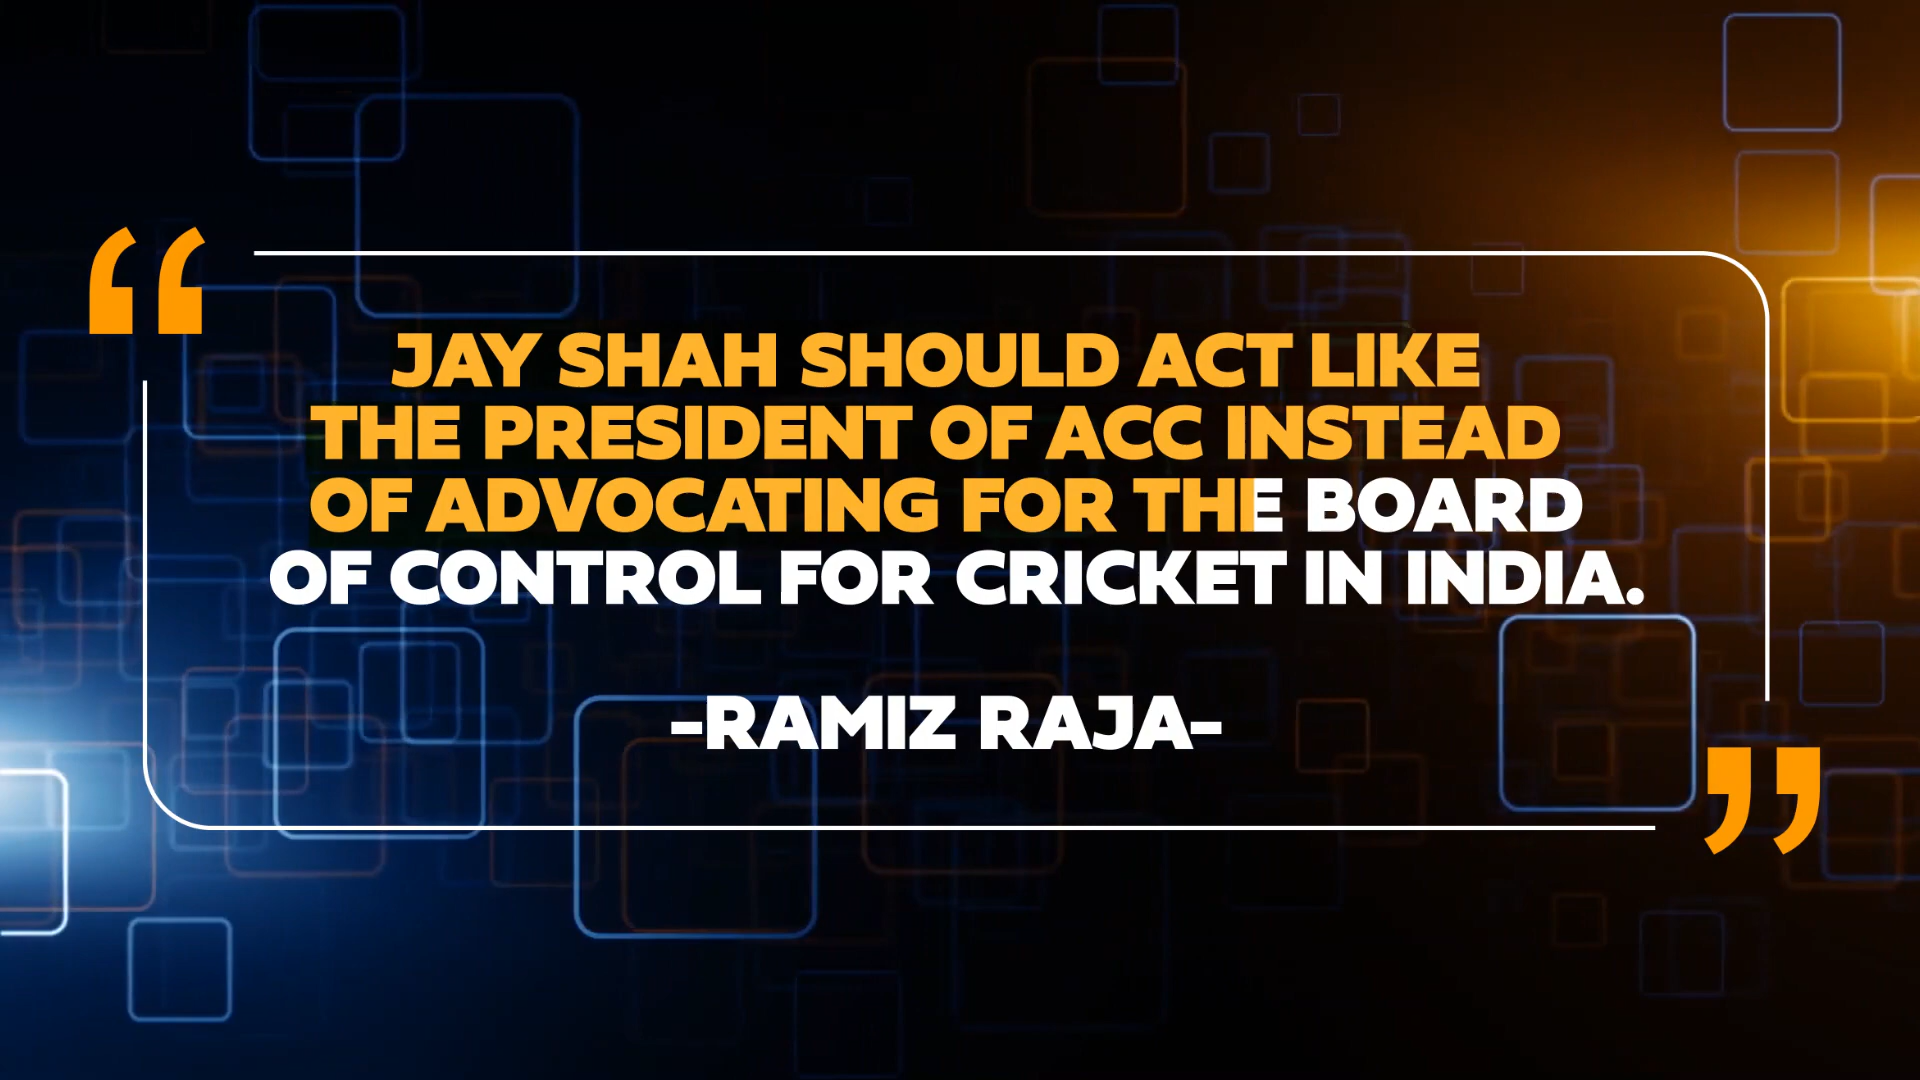 “
JAY SHAH SHOULD ACT LIKE
THE PRESIDENT OF ACC INSTEAD
OF ADVOCATING FOR THE BOARD
OF CONTROL FOR CRICKET IN INDIA.
-RAMIZ RAJA-
”